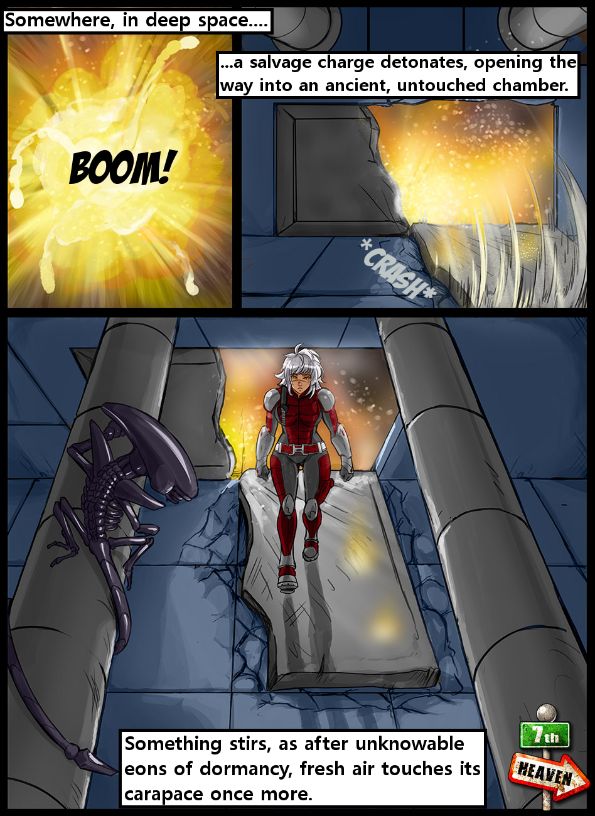 Somewhere, in deep space....
...a salvage charge detonates, opening the
way into an ancient, untouched chamber.
BOOM!
*CRASH*
Something stirs, as after unknowable
eons of dormancy, fresh air touches its
carapace once more.
7th
HEAVEN